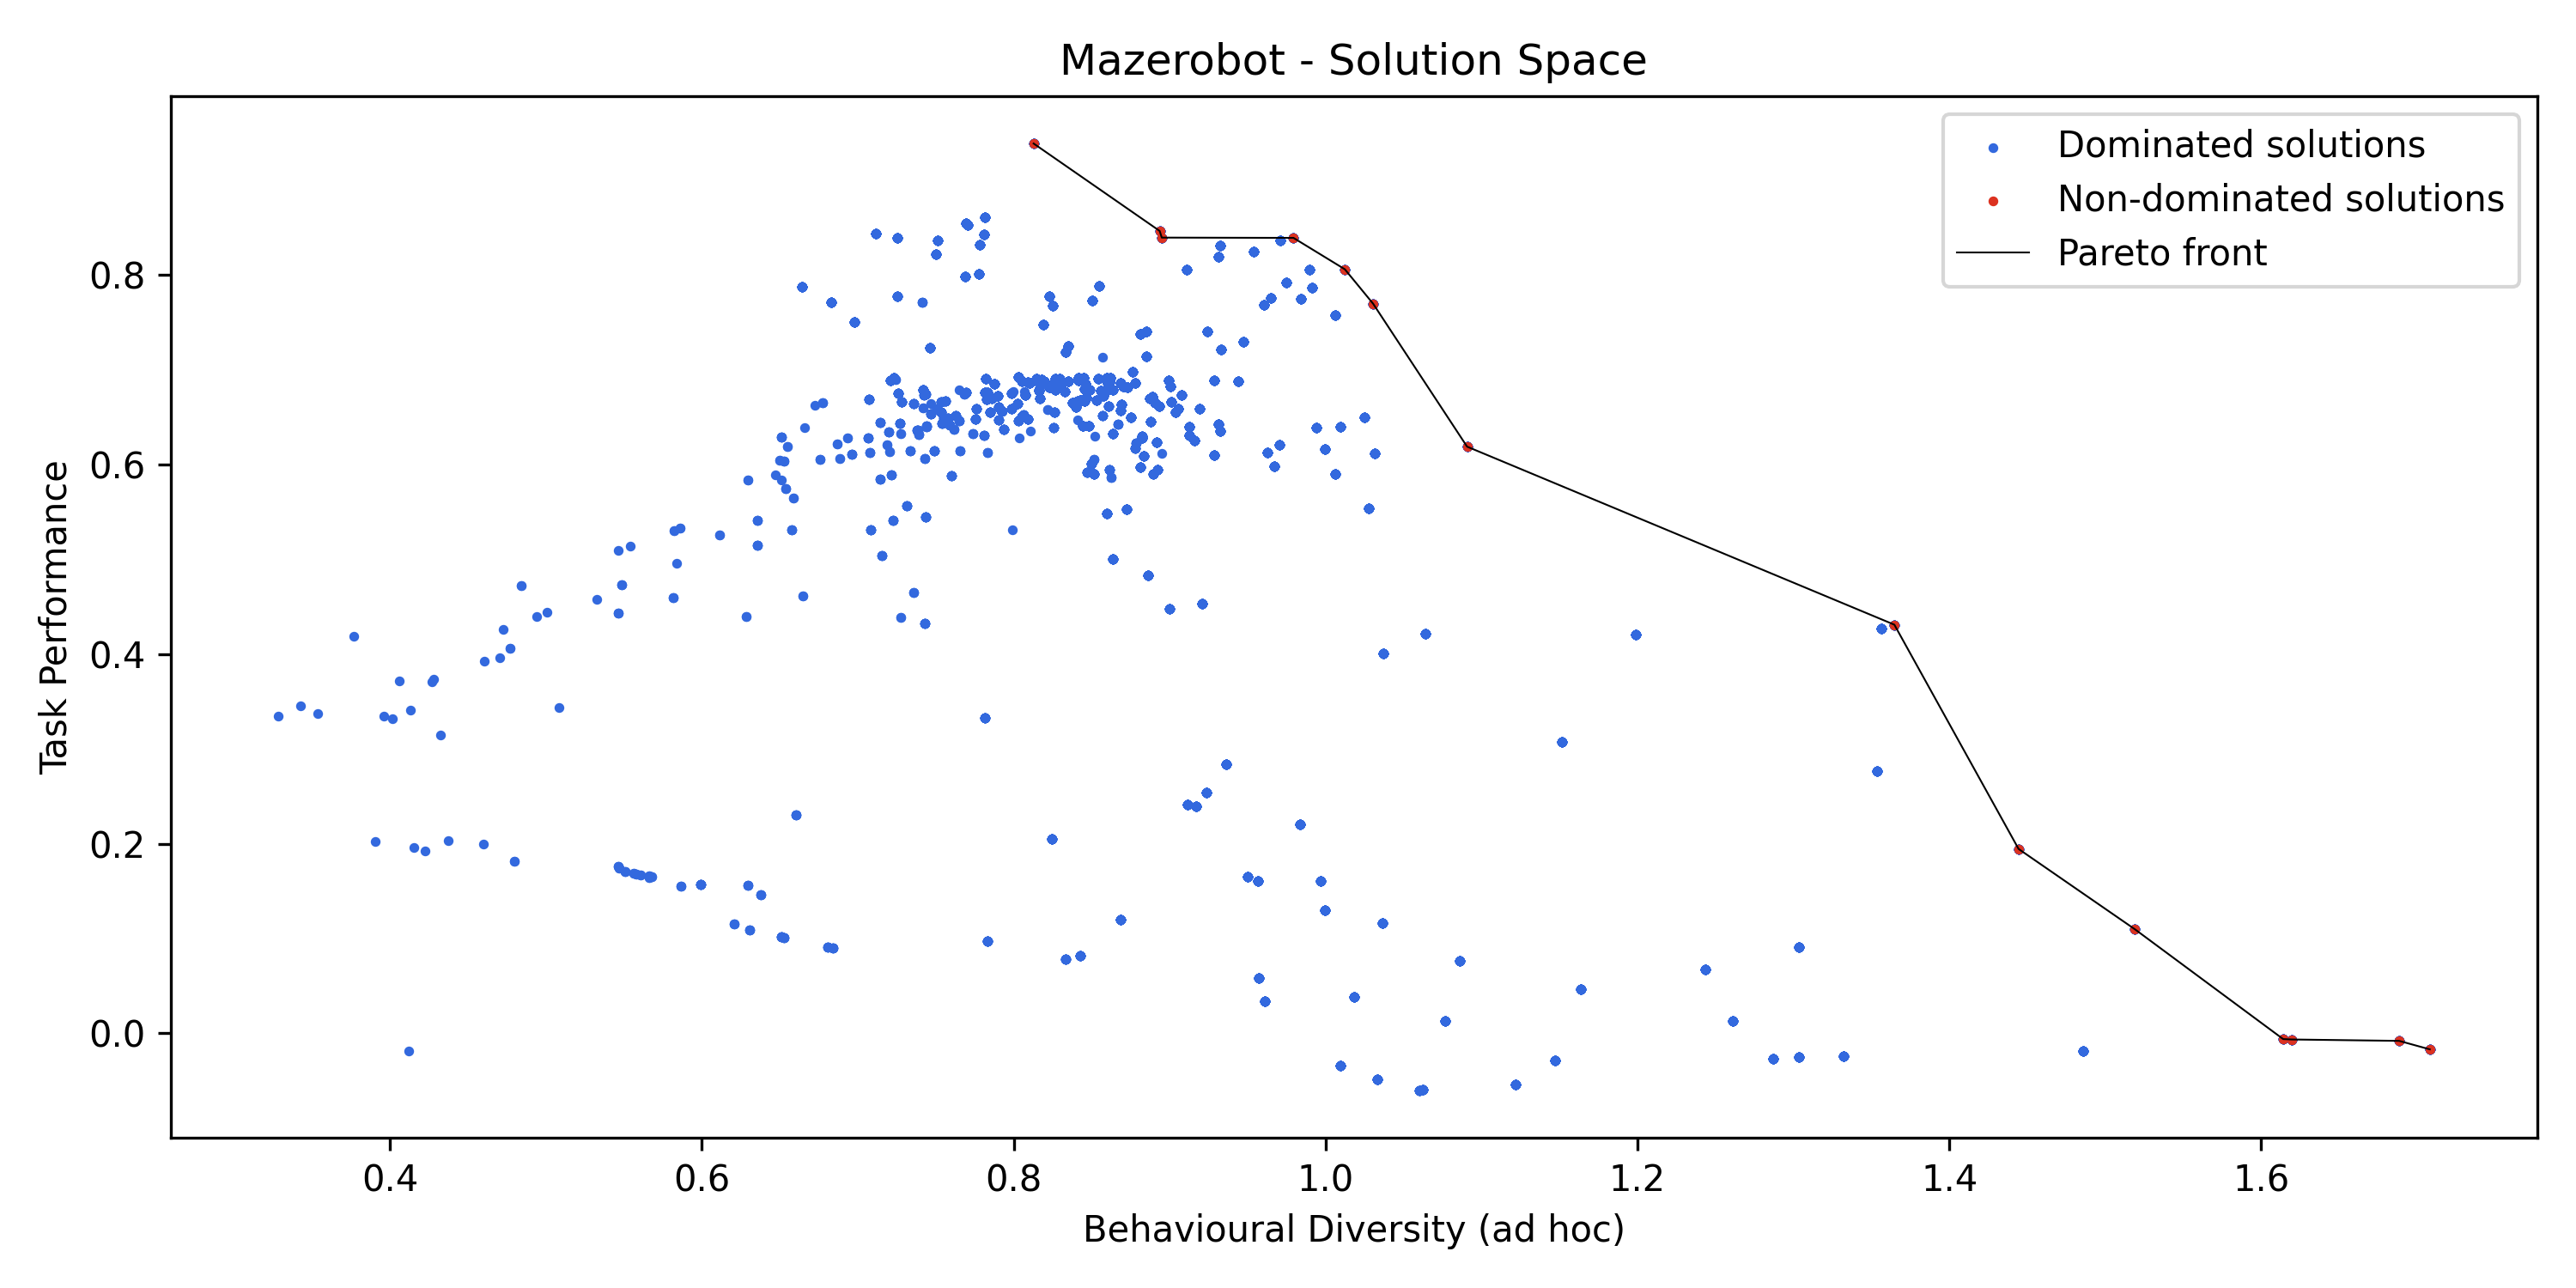 Mazerobot - Solution Space
Dominated solutions
Non-dominated solutions
Pareto front
Task Performance
0.8
0.6
0.4
0.2
0.0
0.4 0.6 0.8 1.0 1.2 1.4 1.6
Behavioural Diversity (ad hoc)